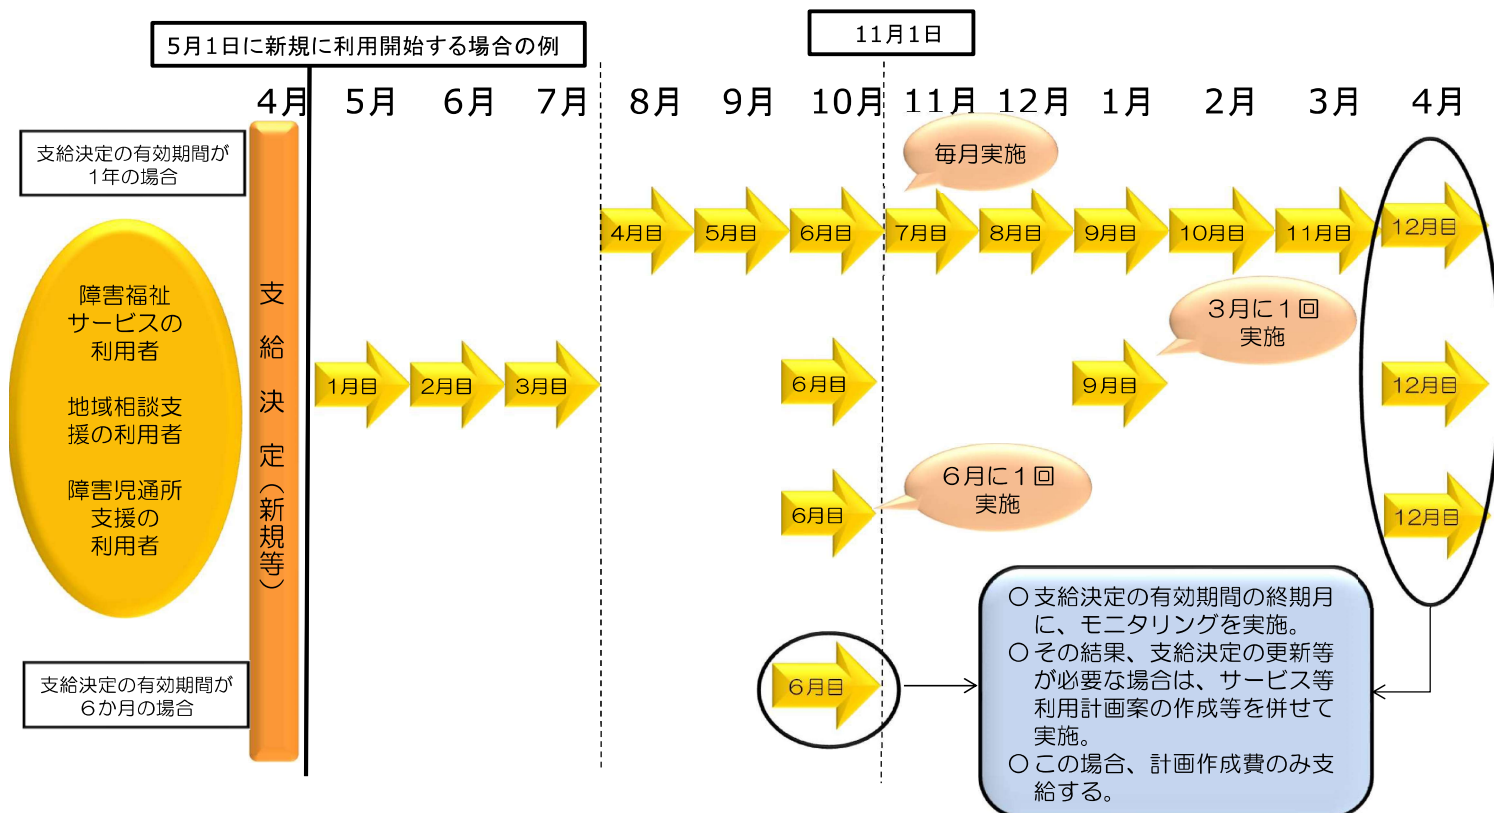 5月1日に新規に利用開始する場合の例
11月1日
4月 5月 6月 7月 8月 9月 10月 11月 12月 1月 2月 3月 4月
支給決定の有効期間が
1年の場合
毎月実施
4月目 5月目 6月目 7月目 8月目 9月目 10月目 11月目 12月目
障害福祉
サービスの
利用者
地域相談支
援の利用者
障害児通所
支援の
利用者
支給決定(新規等)
3月に1回
実施
1月目 2月目 3月目 6月目 9月目 12月目
6月に1回
実施
6月目 12月目
支給決定の有効期間が
6か月の場合
6月目
○ 支給決定の有効期間の終期月
に、モニタリングを実施。
○ その結果、支給決定の更新等
が必要な場合は、サービス等
利用計画案の作成等を併せて
実施。
○ この場合、計画作成費のみ支
給する。